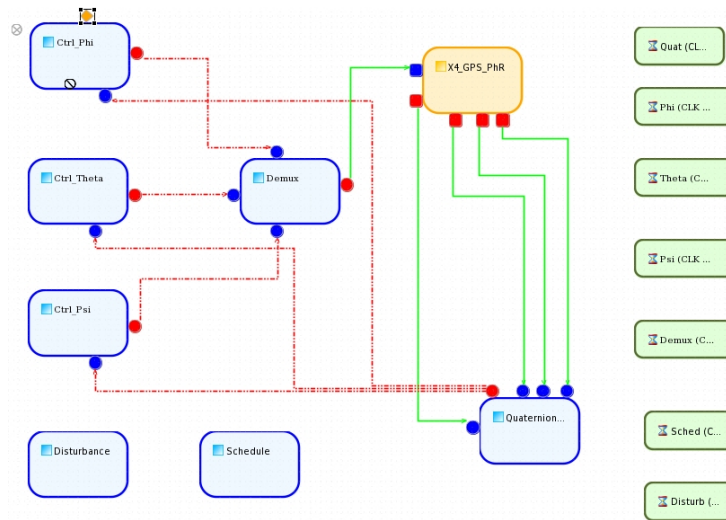 Ctrl_Phi
X4_GPS_PhR
Quat (CL...
Phi (CLK ...
Ctrl_Theta
Demux
Theta (C...
Psi (CLK ...
Ctrl_Psi
Demux (C...
Quaternion...
Sched (C...
Disturbance
Schedule
Disturb (...